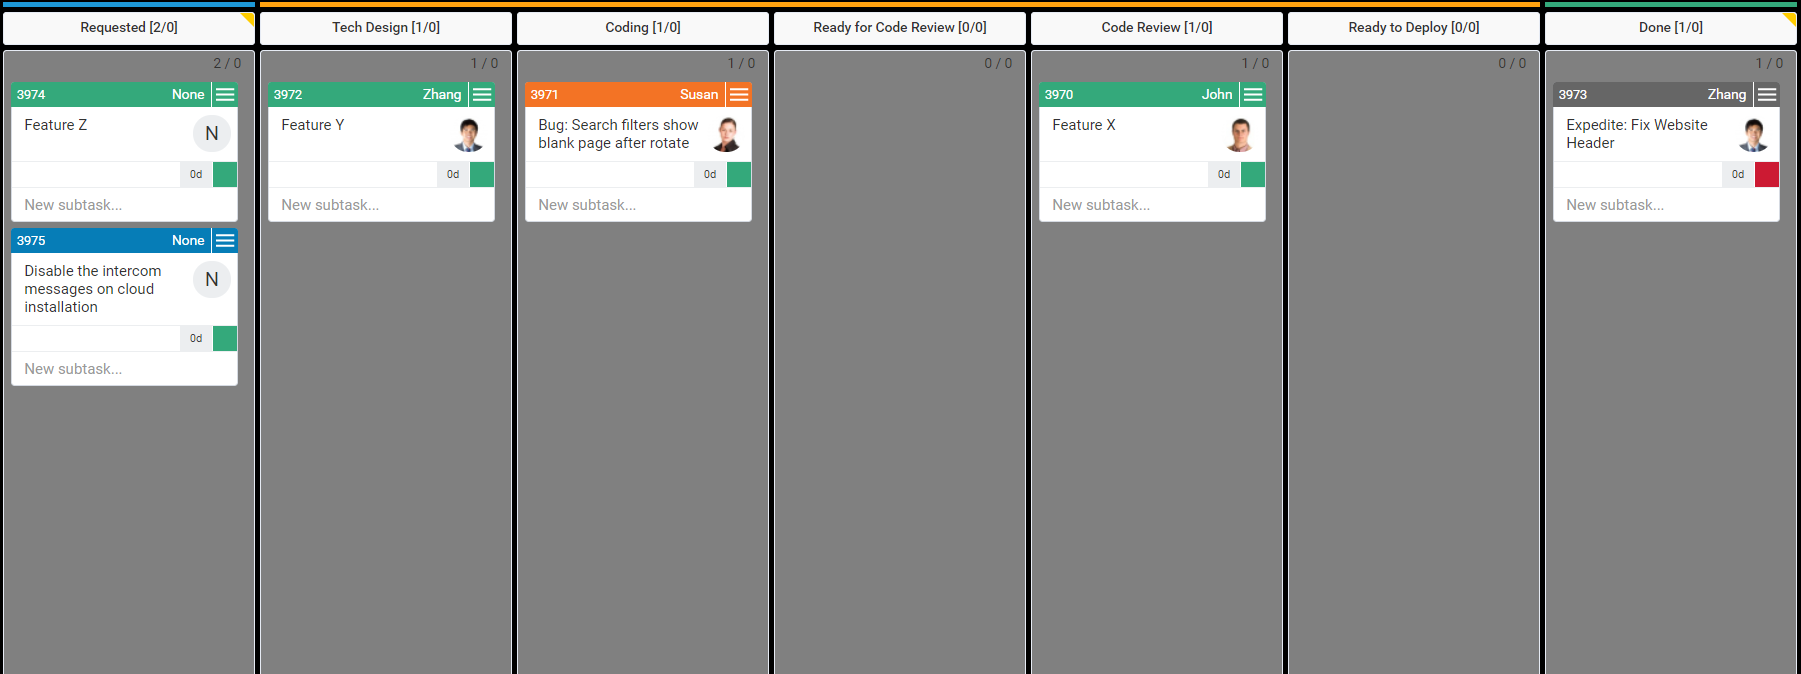 Requested [2/0]
Tech Design [1/0]
Coding [1/0]
Ready for Code Review [0/0]
Code Review [1/0]
Ready to Deploy [0/0]
Done [1/0]
2 / 0
3974 None
Feature Z
N
0d
New subtask...
3975 None
Disable the intercom
messages on cloud
installation
N
0d
New subtask...
1 / 0
3972 Zhang
Feature Y
0d
New subtask...
1 / 0
3971 Susan
Bug: Search filters show
blank page after rotate
0d
New subtask...
0 / 0
1 / 0
3970 John
Feature X
0d
New subtask...
0 / 0
1 / 0
3973 Zhang
Expedite: Fix Website
Header
0d
New subtask...